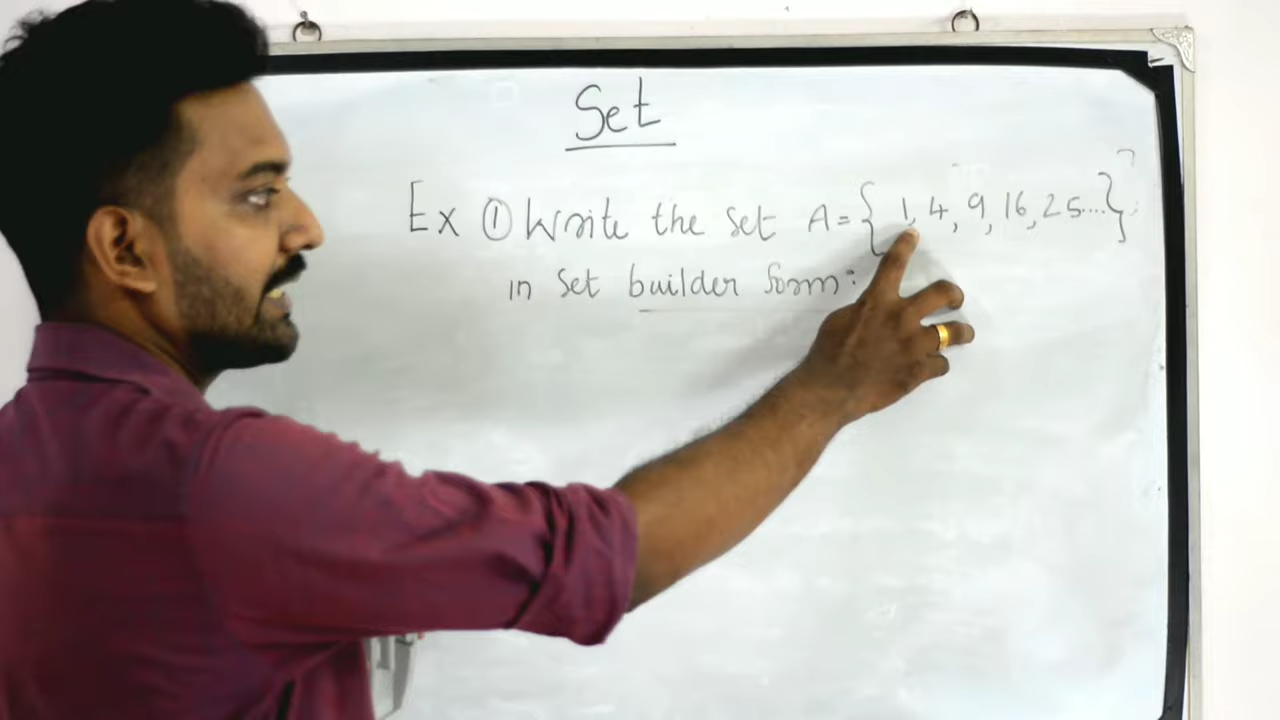 Set
Ex ① Write the set A = { 1, 4, 9, 16, 25.... }
in set builder form: